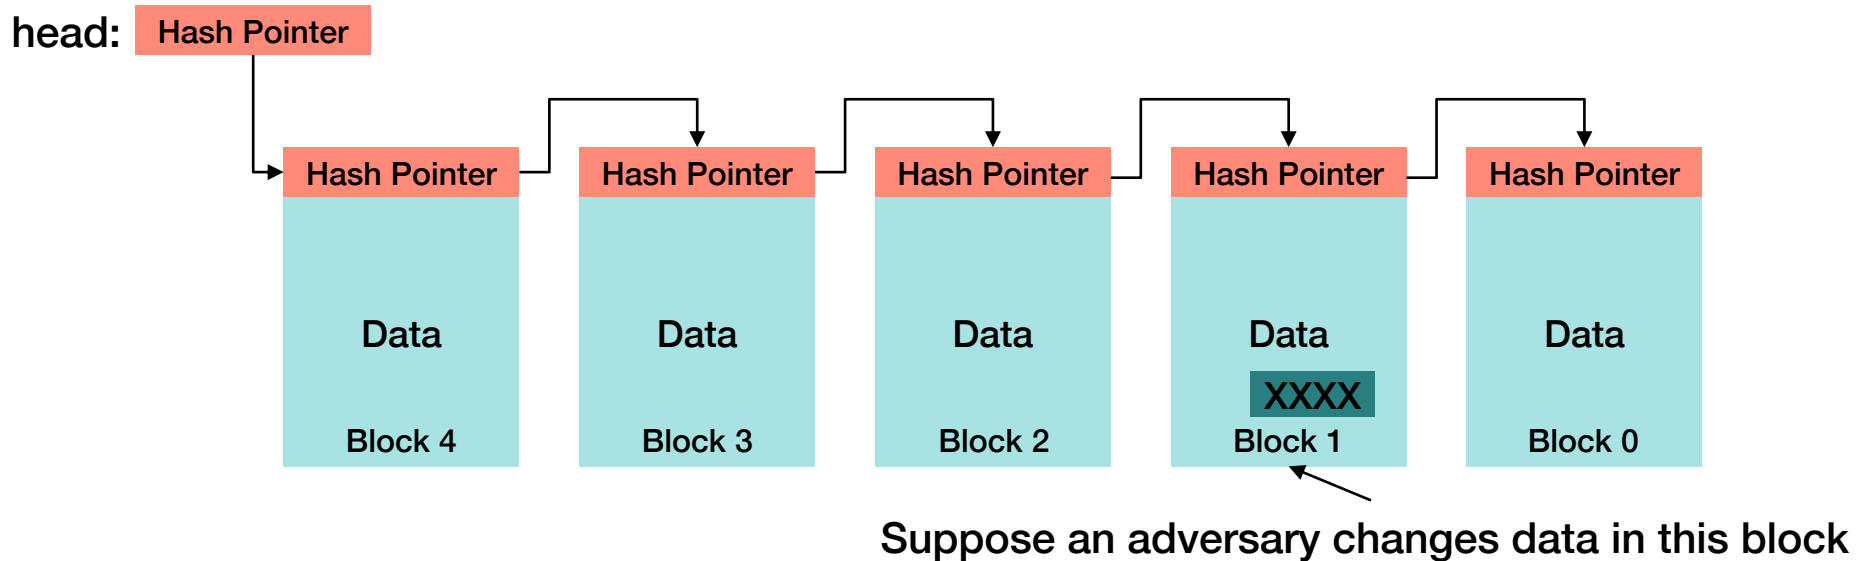 head: Hash Pointer
Hash Pointer Hash Pointer Hash Pointer Hash Pointer Hash Pointer
Data Data Data Data Data
XXXX
Block 4 Block 3 Block 2 Block 1 Block 0
Suppose an adversary changes data in this block